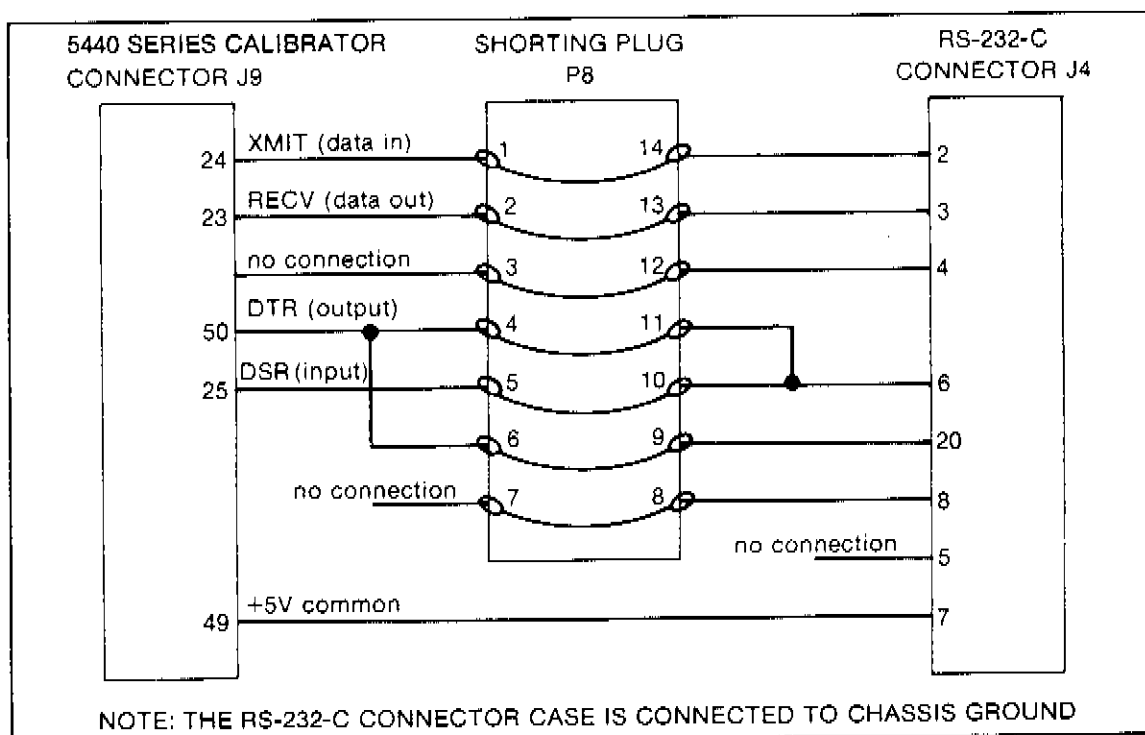 5440 SERIES CALIBRATOR
CONNECTOR J9
SHORTING PLUG
P8
RS-232-C
CONNECTOR J4
24 XMIT (data in) 1 14 2
23 RECV (data out) 2 13 3
no connection 3 12 4
50 DTR (output) 4 11
25 DSR (input) 5 10 6
6 9 20
no connection 7 8 8
no connection 5
49 +5V common 7
NOTE: THE RS-232-C CONNECTOR CASE IS CONNECTED TO CHASSIS GROUND